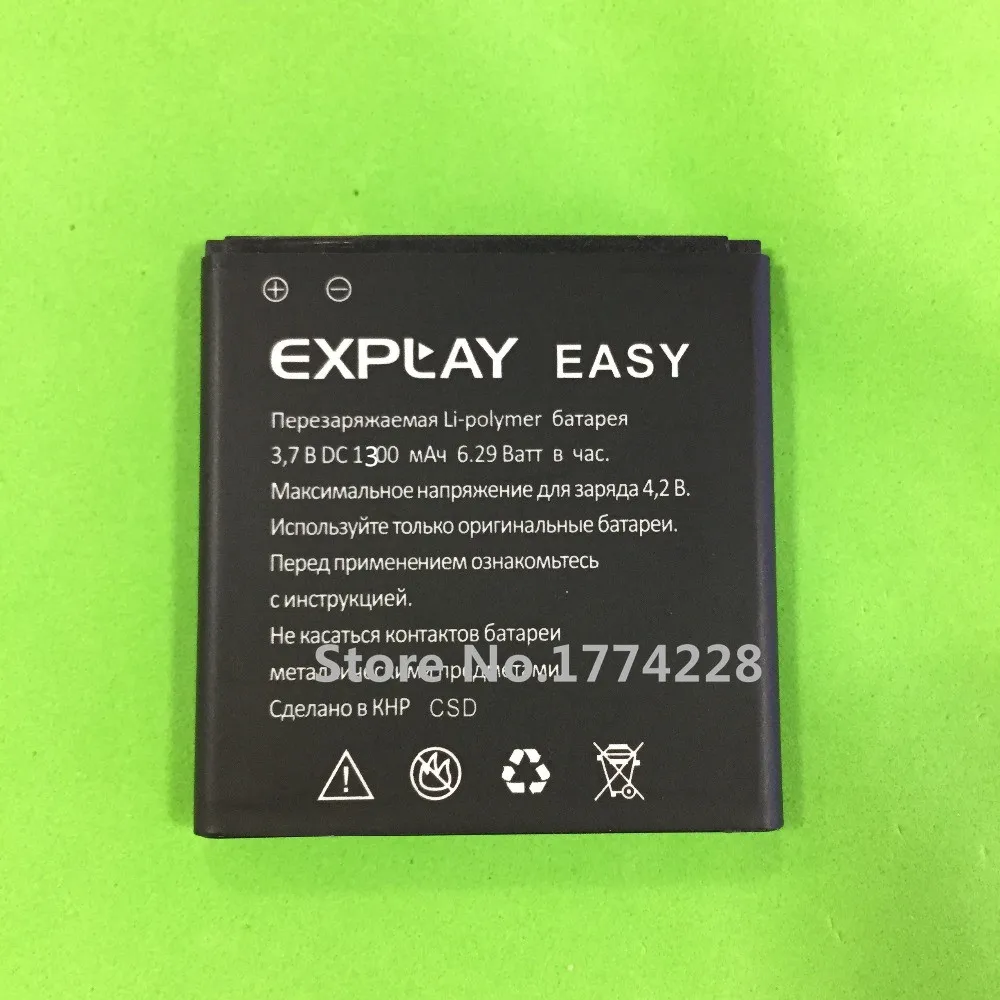 EXPLAY EASY
Перезаряжаемая Li-polymer батарея
3,7 В DC 1300 мАч 6.29 Ватт в час.
Максимальное напряжение для заряда 4,2 В.
Используйте только оригинальные батареи.
Перед применением ознакомьтесь
с инструкцией.
Не касаться контактов батареи
металлическими предметами
Store No.1774228
Сделано в КНР CSD